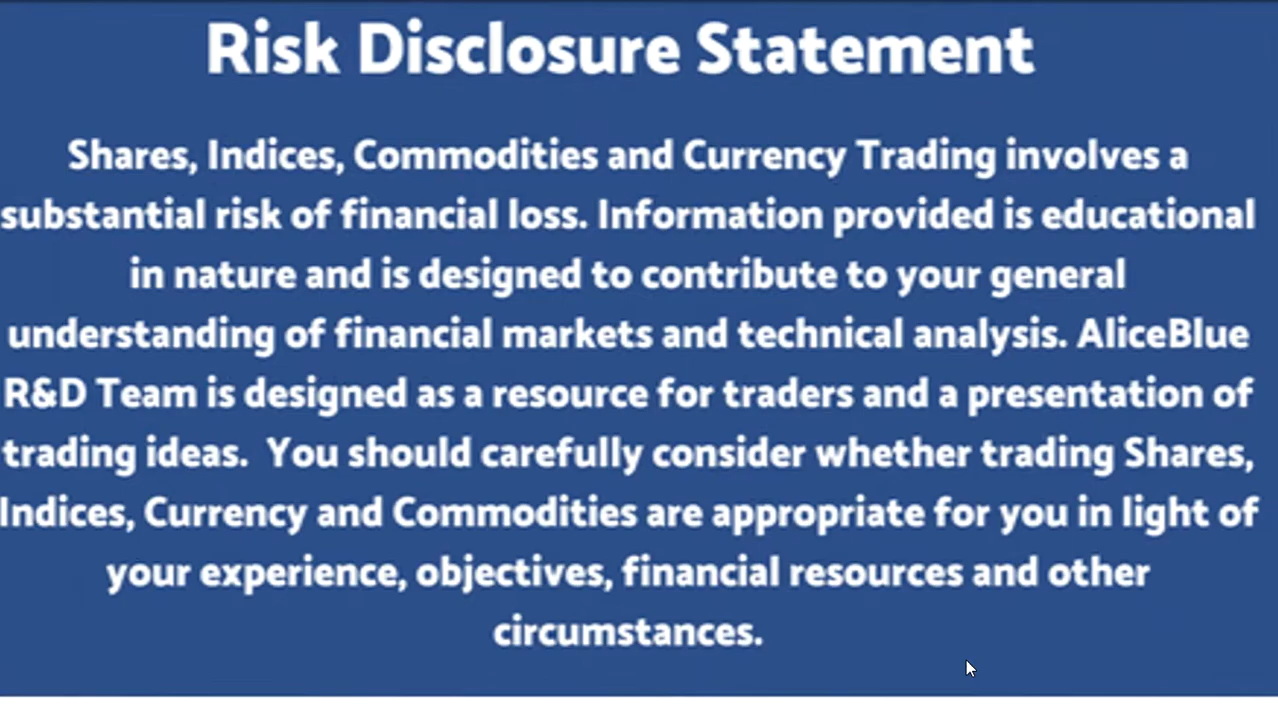 Risk Disclosure Statement
Shares, Indices, Commodities and Currency Trading involves a
substantial risk of financial loss. Information provided is educational
in nature and is designed to contribute to your general
understanding of financial markets and technical analysis. AliceBlue
R&D Team is designed as a resource for traders and a presentation of
trading ideas.  You should carefully consider whether trading Shares,
Indices, Currency and Commodities are appropriate for you in light of
your experience, objectives, financial resources and other
circumstances.